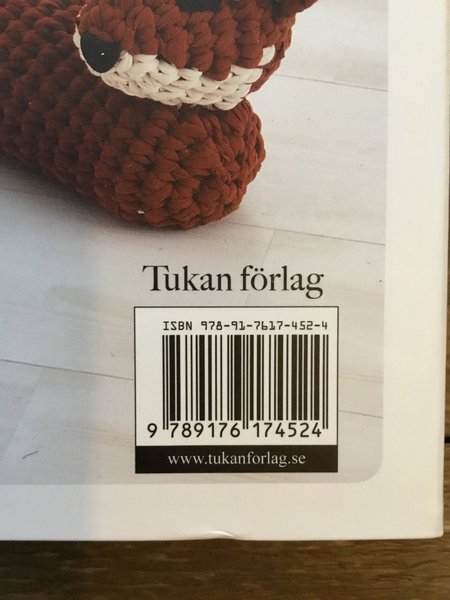 Tukan förlag
ISBN 978-91-7617-452-4
9 789176 174524
www.tukanforlag.se